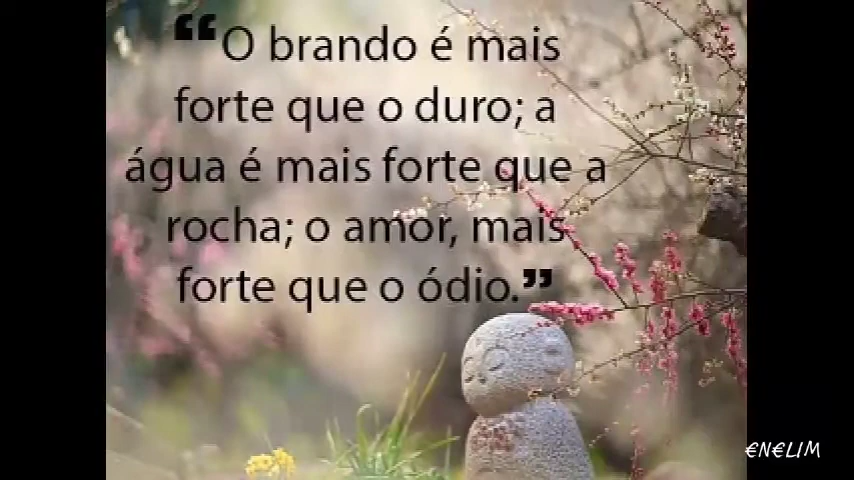 “O brando é mais
forte que o duro; a
água é mais forte que a
rocha; o amor, mais
forte que o ódio.”
€N€LIM